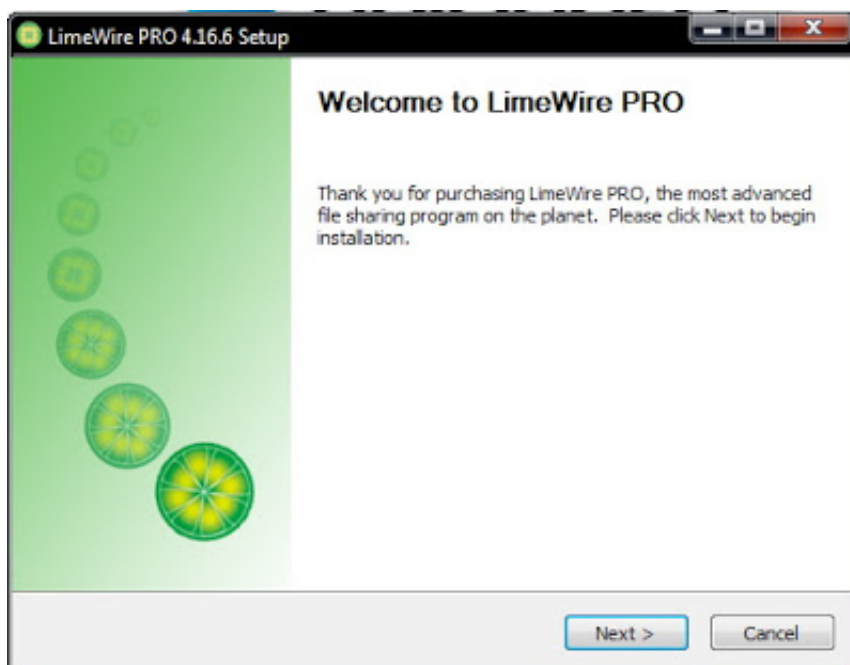 LimeWire PRO 4.16.6 Setup
Welcome to LimeWire PRO
Thank you for purchasing LimeWire PRO, the most advanced
file sharing program on the planet.  Please click Next to begin
installation.
Next >
Cancel